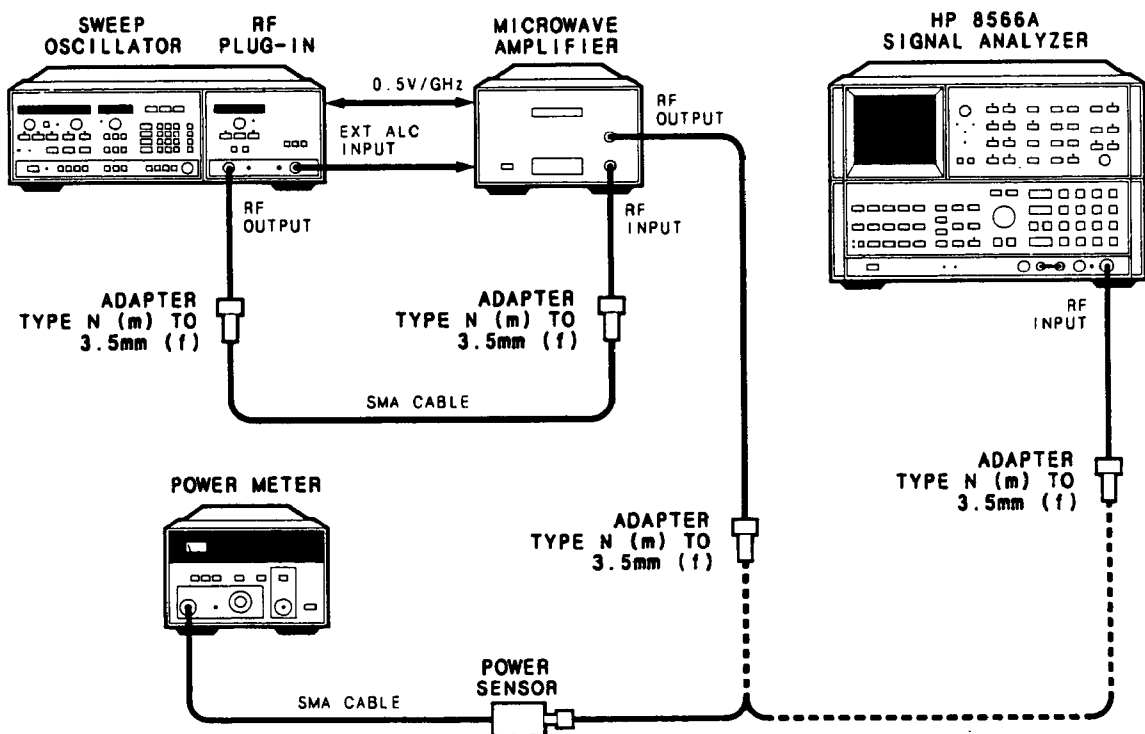 SWEEP
OSCILLATOR
RF
PLUG-IN
MICROWAVE
AMPLIFIER
HP 8566A
SIGNAL ANALYZER
0.5V/GHz
EXT ALC
INPUT
RF
OUTPUT
RF
OUTPUT
RF
INPUT
RF
INPUT
ADAPTER
TYPE N (m) TO
3.5mm (f)
ADAPTER
TYPE N (m) TO
3.5mm (f)
SMA CABLE
ADAPTER
TYPE N (m) TO
3.5mm (f)
POWER METER
ADAPTER
TYPE N (m) TO
3.5mm (f)
POWER
SENSOR
SMA CABLE